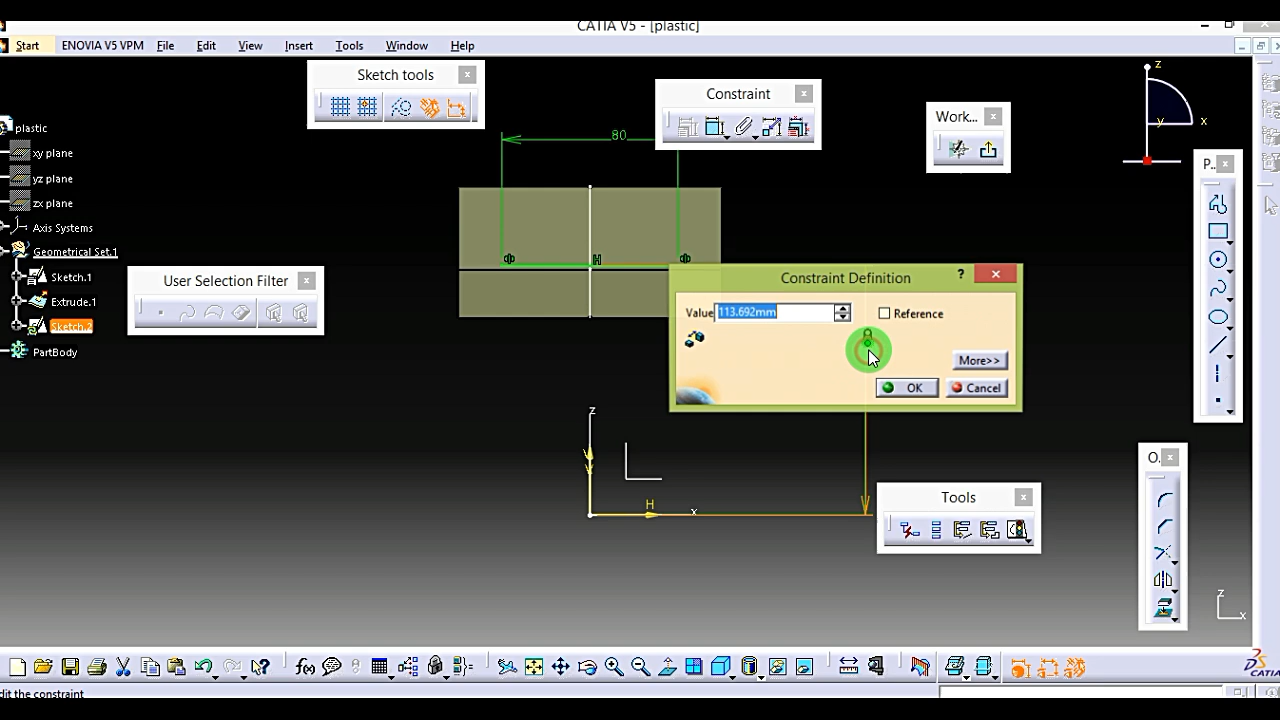 CATIA V5 - [plastic]
Start ENOVIA V5 VPM File Edit View Insert Tools Window Help
Sketch tools
Constraint
Work...
z
x
y
P..
80
plastic
xy plane
yz plane
zx plane
Axis Systems
Geometrical Set.1
Sketch.1
Extrude.1
Sketch.2
PartBody
User Selection Filter
H
Constraint Definition
?
Value 113.692mm
Reference
More>>
OK
Cancel
z
H
x
Tools
O.
z
x
f(x)
CATIA
dit the constraint